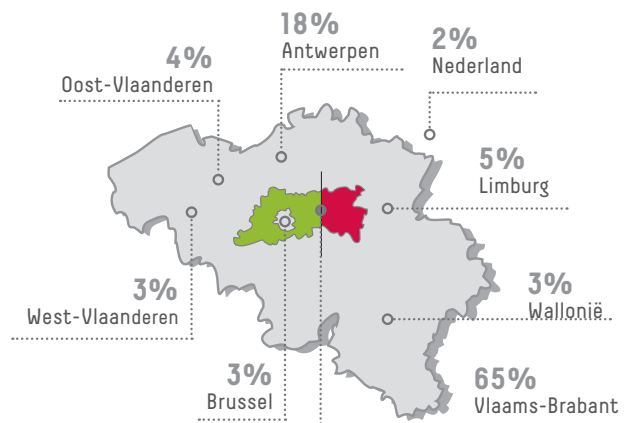 18%
Antwerpen
2%
Nederland
4%
Oost-Vlaanderen
5%
Limburg
3%
West-Vlaanderen
3%
Wallonië
3%
Brussel
65%
Vlaams-Brabant